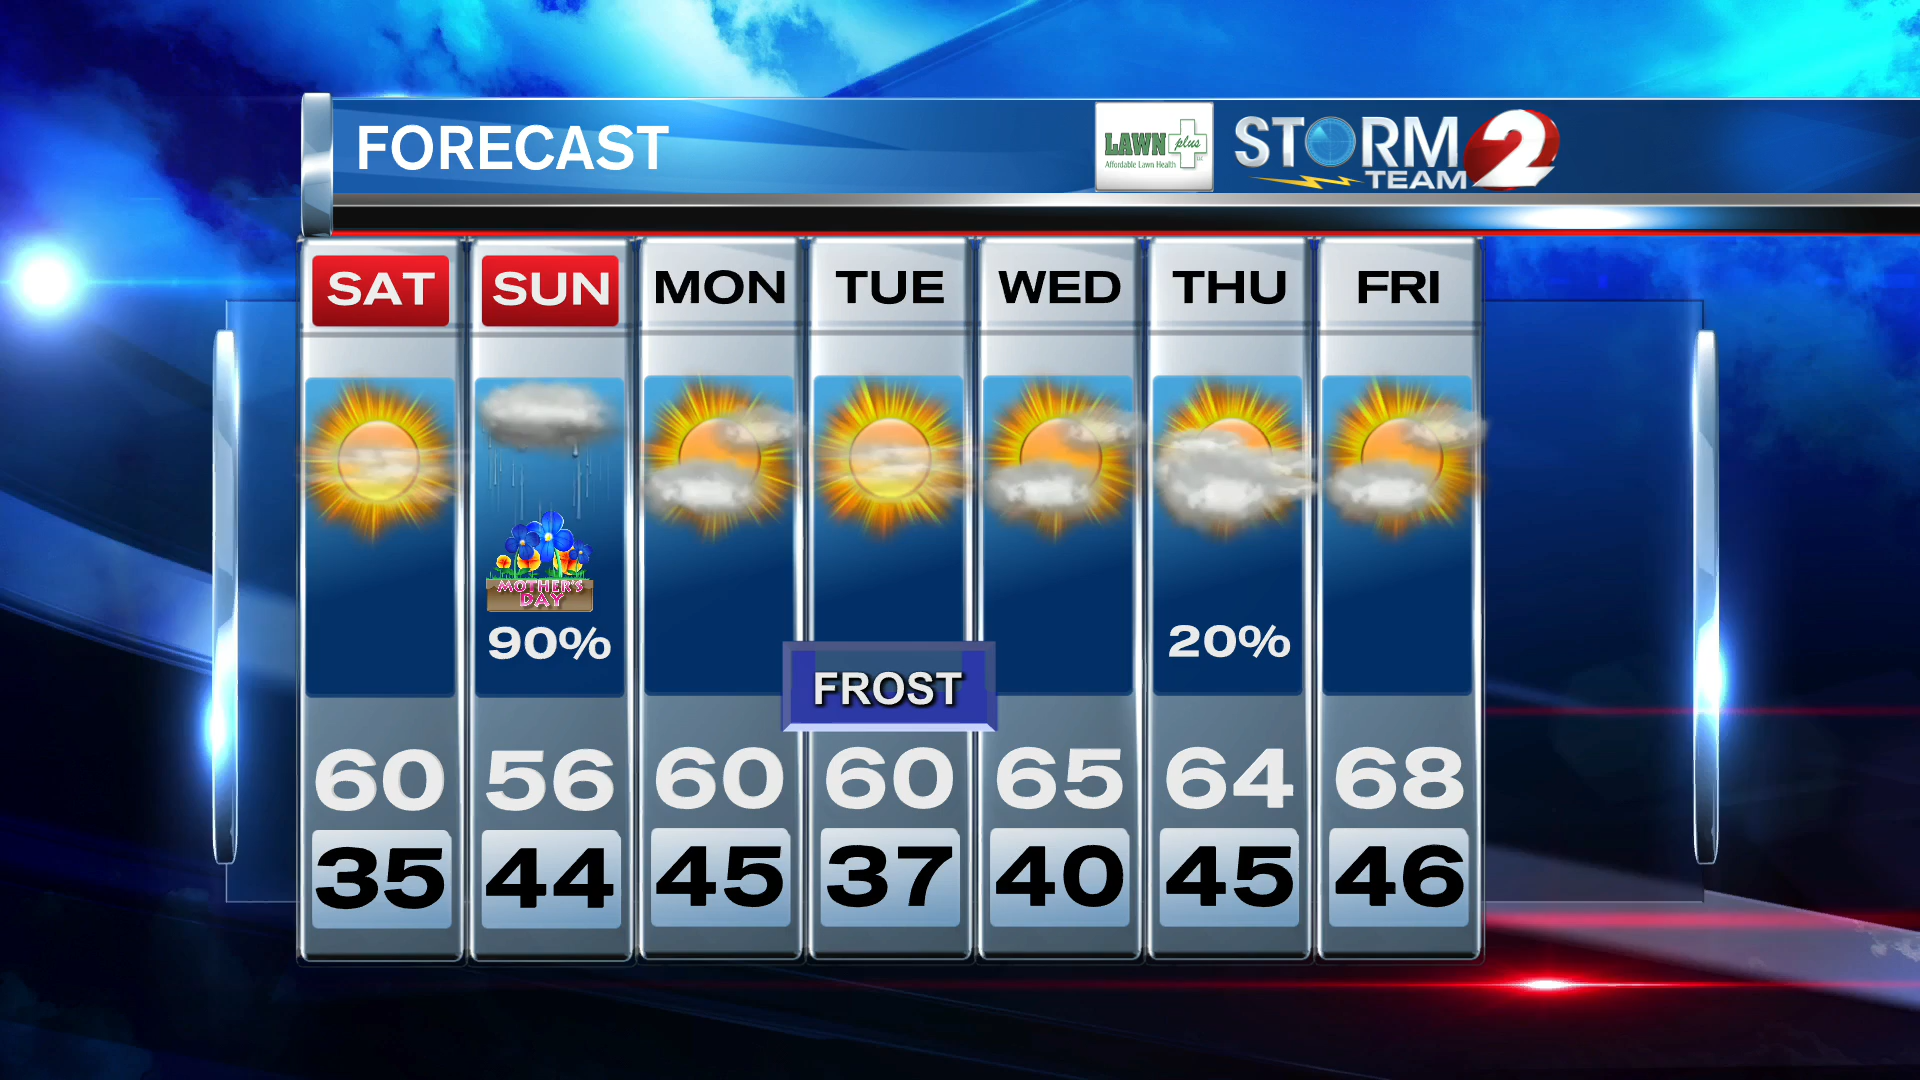 FORECAST
LAWN plus
Affordable Lawn Health
STORM
TEAM 2
SAT SUN MON TUE WED THU FRI
MOTHER'S
DAY
90% 20%
FROST
60 56 60 60 65 64 68
35 44 45 37 40 45 46